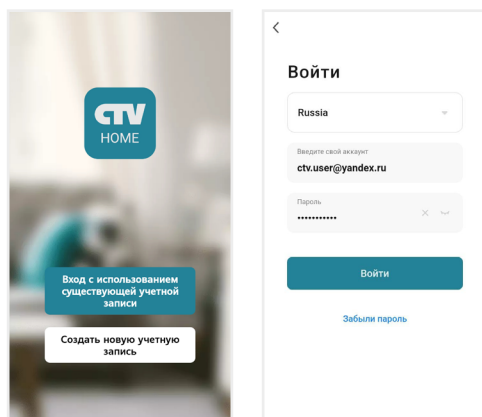 CTV
HOME
Вход с использованием
существующей учетной
записи
Создать новую учетную
запись
Войти
Russia
Введите свой аккаунт
ctv.user@yandex.ru
Пароль
•••••••••••
Войти
Забыли пароль